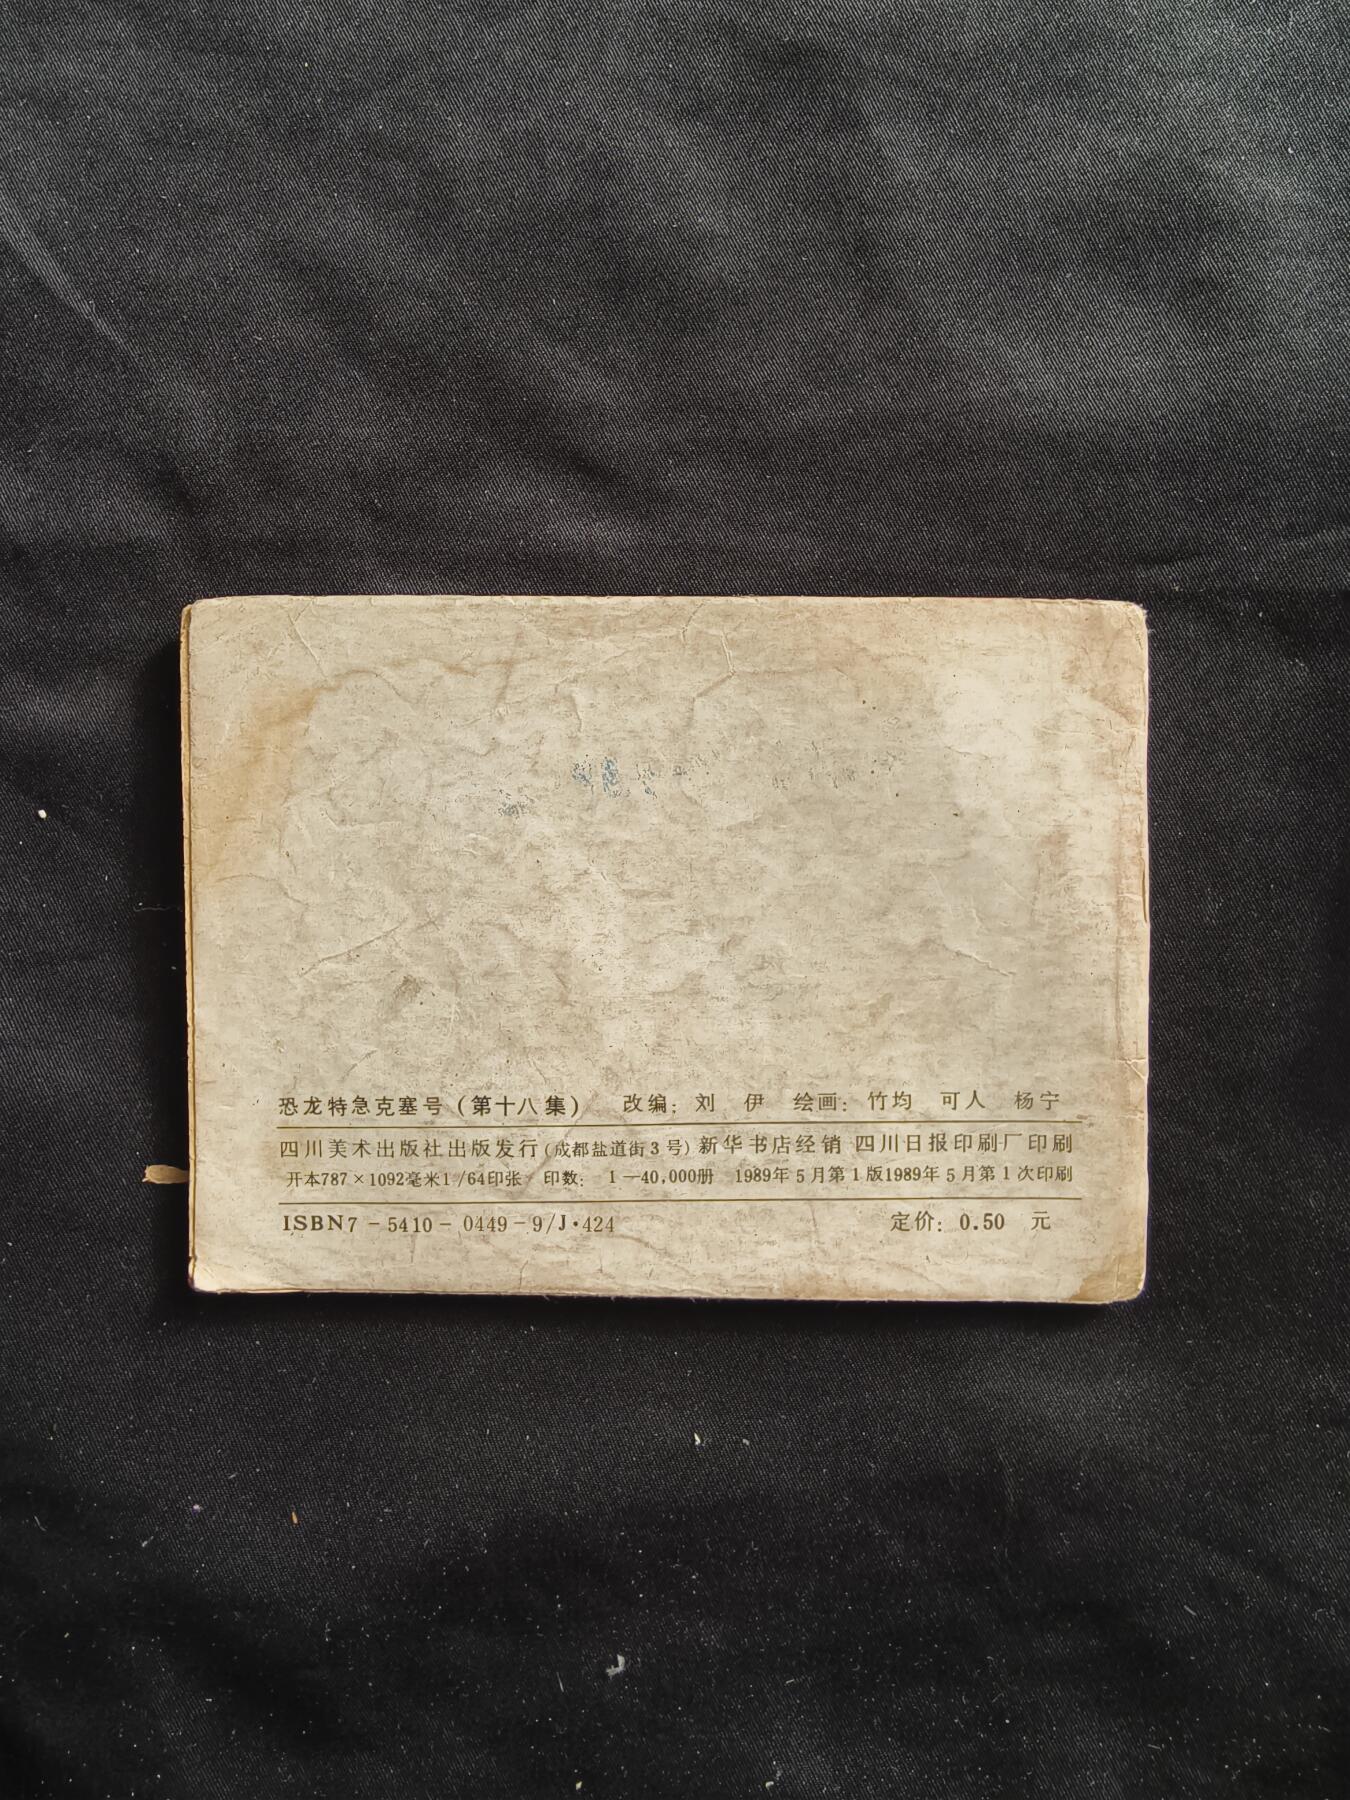 恐龙特急克塞号（第十八集） 改编：刘 伊 绘画：竹均 可人 杨宁
四川美术出版社出版发行(成都盐道街3号)新华书店经销 四川日报印刷厂印刷
开本787×1092毫米1/64印张 印数： 1—40,000册 1989年5月第1版1989年5月第1次印刷
ISBN7-5410-0449-9/J·424 定价：0.50 元